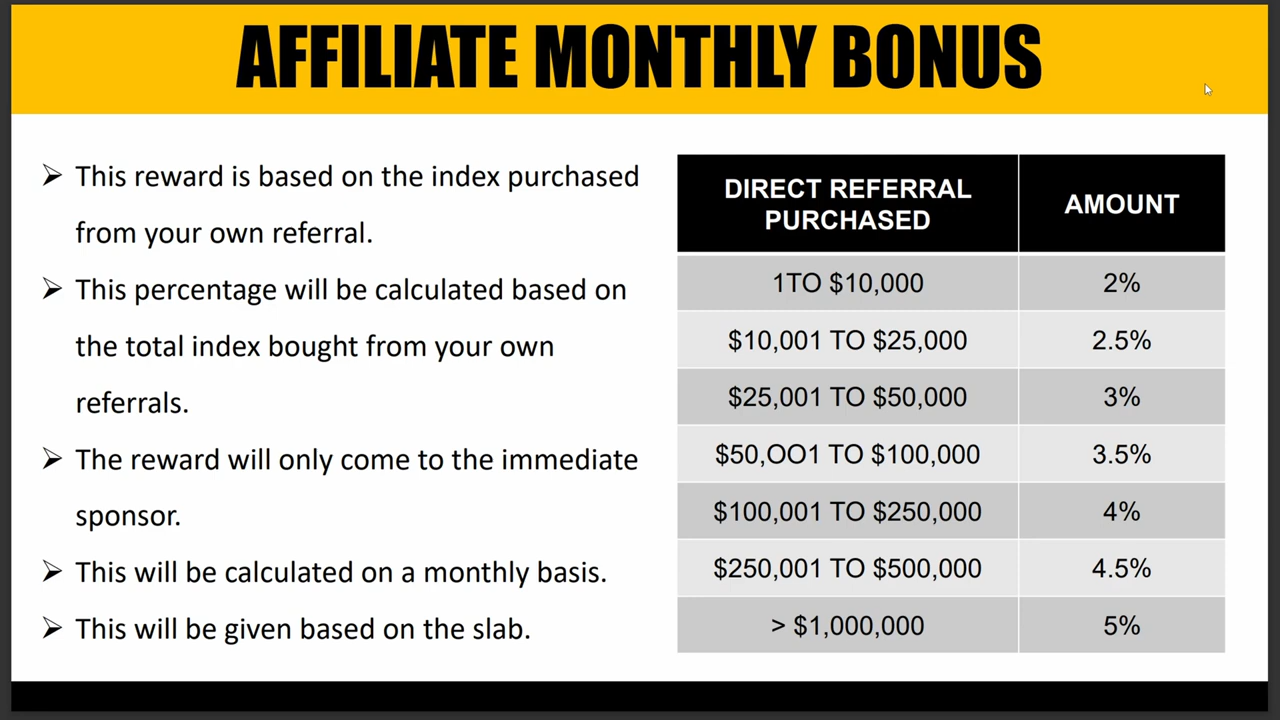 AFFILIATE MONTHLY BONUS
➢ This reward is based on the index purchased
from your own referral.
➢ This percentage will be calculated based on
the total index bought from your own
referrals.
➢ The reward will only come to the immediate
sponsor.
➢ This will be calculated on a monthly basis.
➢ This will be given based on the slab.
DIRECT REFERRAL
PURCHASED
AMOUNT
1TO $10,000 2%
$10,001 TO $25,000 2.5%
$25,001 TO $50,000 3%
$50,OO1 TO $100,000 3.5%
$100,001 TO $250,000 4%
$250,001 TO $500,000 4.5%
> $1,000,000 5%